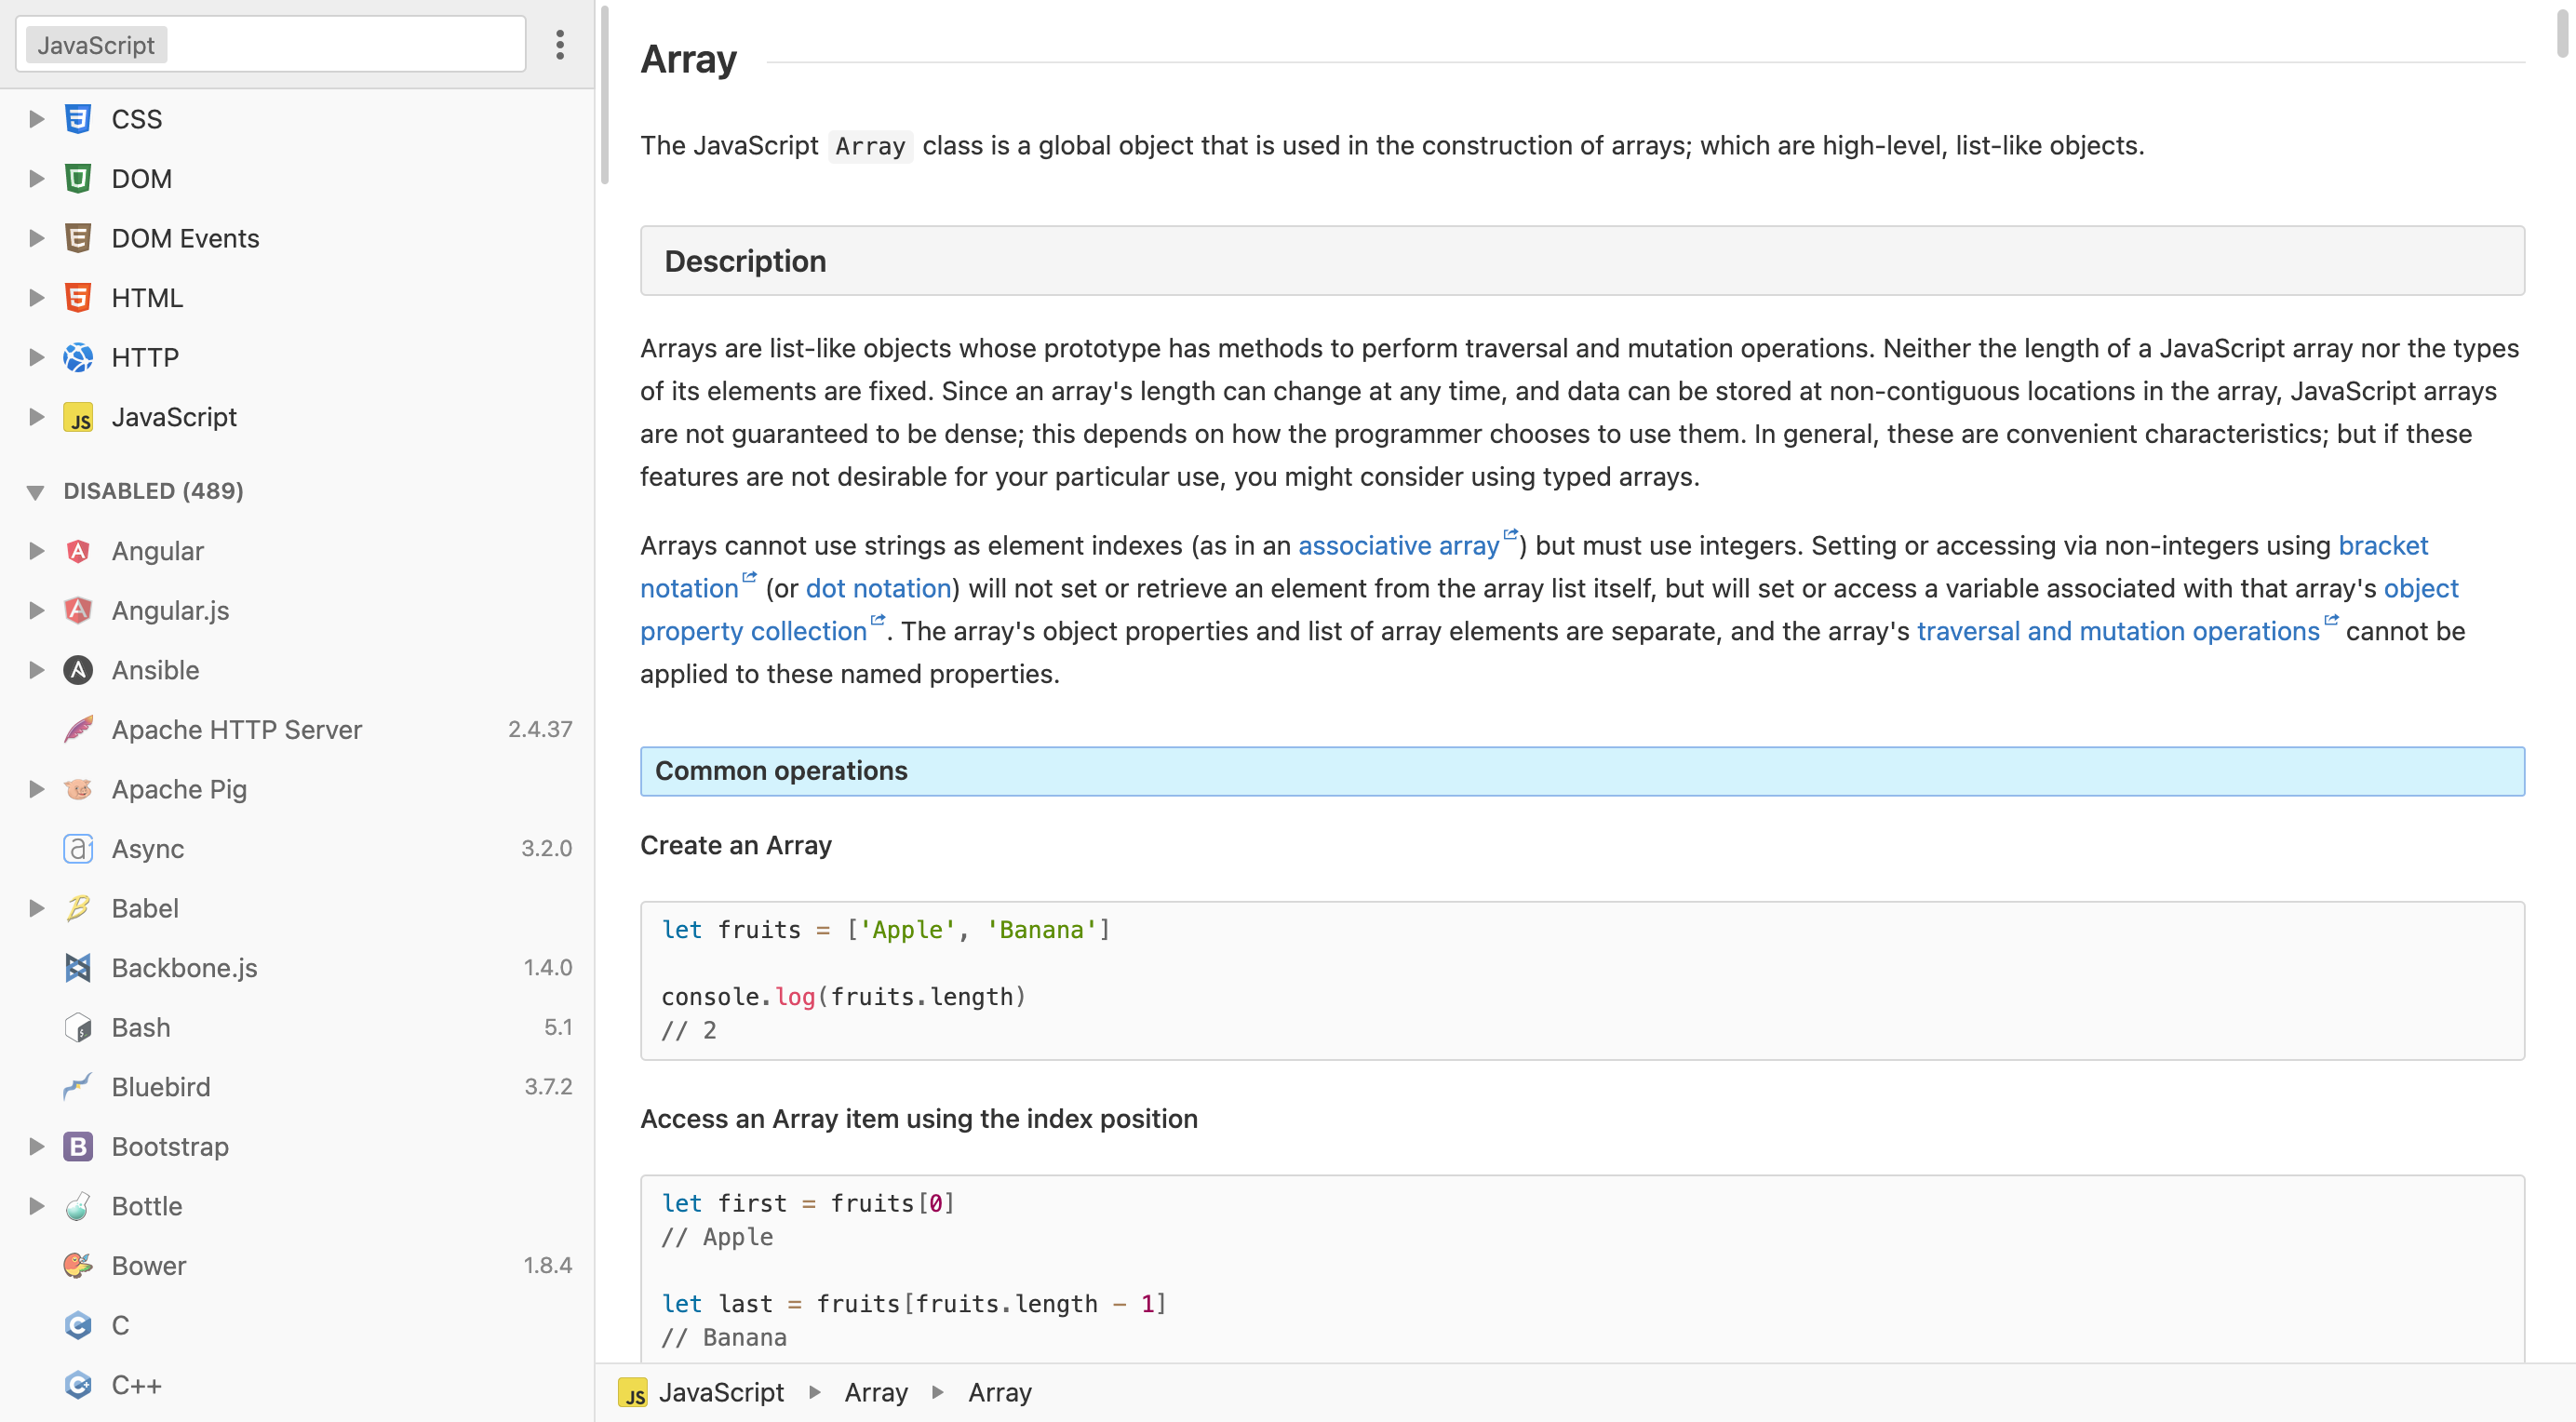 JavaScript
CSS
DOM
DOM Events
HTML
HTTP
JavaScript
DISABLED (489)
Angular
Angular.js
Ansible
Apache HTTP Server 2.4.37
Apache Pig
Async 3.2.0
Babel
Backbone.js 1.4.0
Bash 5.1
Bluebird 3.7.2
Bootstrap
Bottle
Bower 1.8.4
C
C++
Array
The JavaScript Array class is a global object that is used in the construction of arrays; which are high-level, list-like objects.
Description
Arrays are list-like objects whose prototype has methods to perform traversal and mutation operations. Neither the length of a JavaScript array nor the types
of its elements are fixed. Since an array's length can change at any time, and data can be stored at non-contiguous locations in the array, JavaScript arrays
are not guaranteed to be dense; this depends on how the programmer chooses to use them. In general, these are convenient characteristics; but if these
features are not desirable for your particular use, you might consider using typed arrays.
Arrays cannot use strings as element indexes (as in an associative array) but must use integers. Setting or accessing via non-integers using bracket
notation (or dot notation) will not set or retrieve an element from the array list itself, but will set or access a variable associated with that array's object
property collection. The array's object properties and list of array elements are separate, and the array's traversal and mutation operations cannot be
applied to these named properties.
Common operations
Create an Array
let fruits = ['Apple', 'Banana']
console.log(fruits.length)
// 2
Access an Array item using the index position
let first = fruits[0]
// Apple
let last = fruits[fruits.length - 1]
// Banana
JS JavaScript Array Array